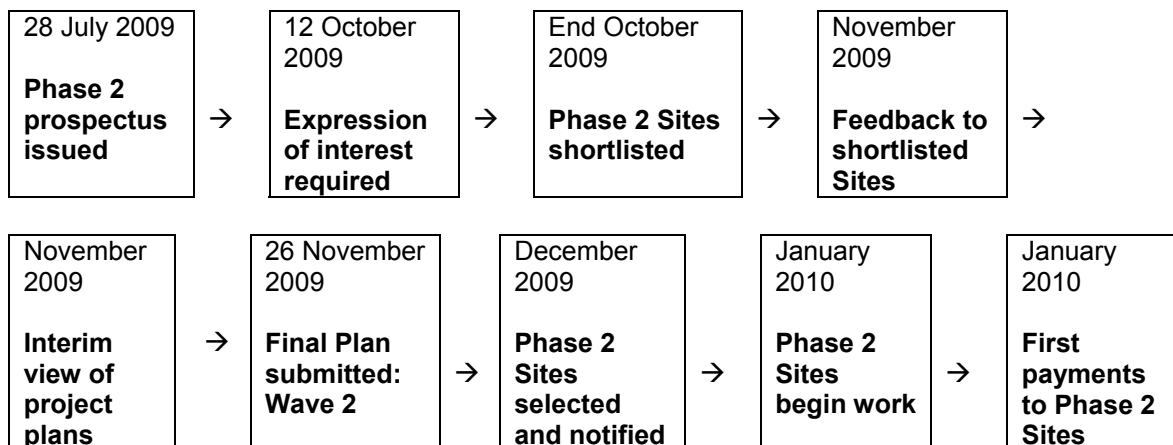 28 July 2009
Phase 2
prospectus
issued
→
12 October
2009
Expression
of interest
required
→
End October
2009
Phase 2 Sites
shortlisted
→
November
2009
Feedback to
shortlisted
Sites
→
November
2009
Interim
view of
project
plans
→
26 November
2009
Final Plan
submitted:
Wave 2
→
December
2009
Phase 2
Sites
selected
and notified
→
January
2010
Phase 2
Sites
begin work
→
January
2010
First
payments
to Phase 2
Sites